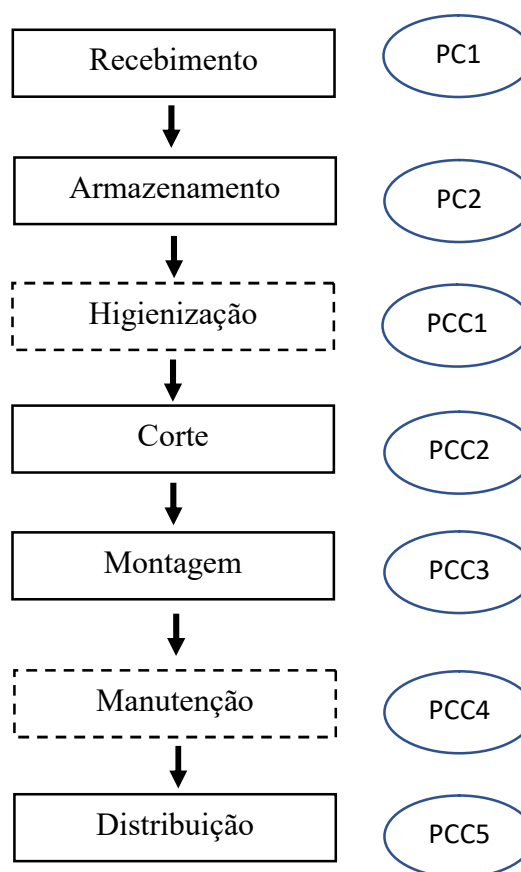 Recebimento PC1
Armazenamento PC2
Higienização PCC1
Corte PCC2
Montagem PCC3
Manutenção PCC4
Distribuição PCC5